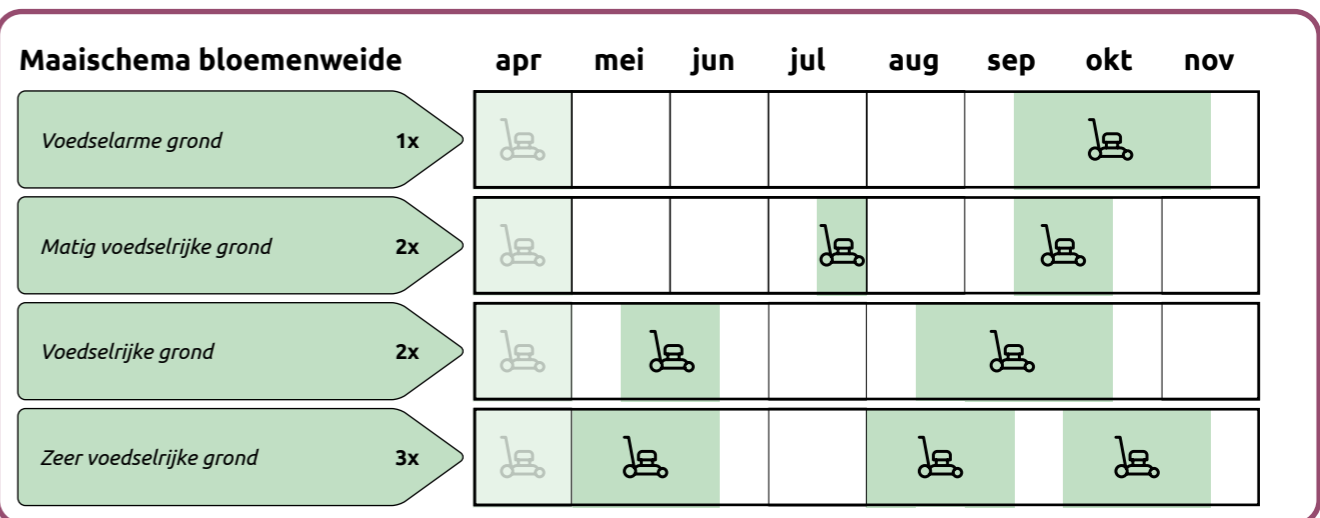 Maaischema bloemenweide apr mei jun jul aug sep okt nov
Voedselarme grond 1x
Matig voedselrijke grond 2x
Voedselrijke grond 2x
Zeer voedselrijke grond 3x